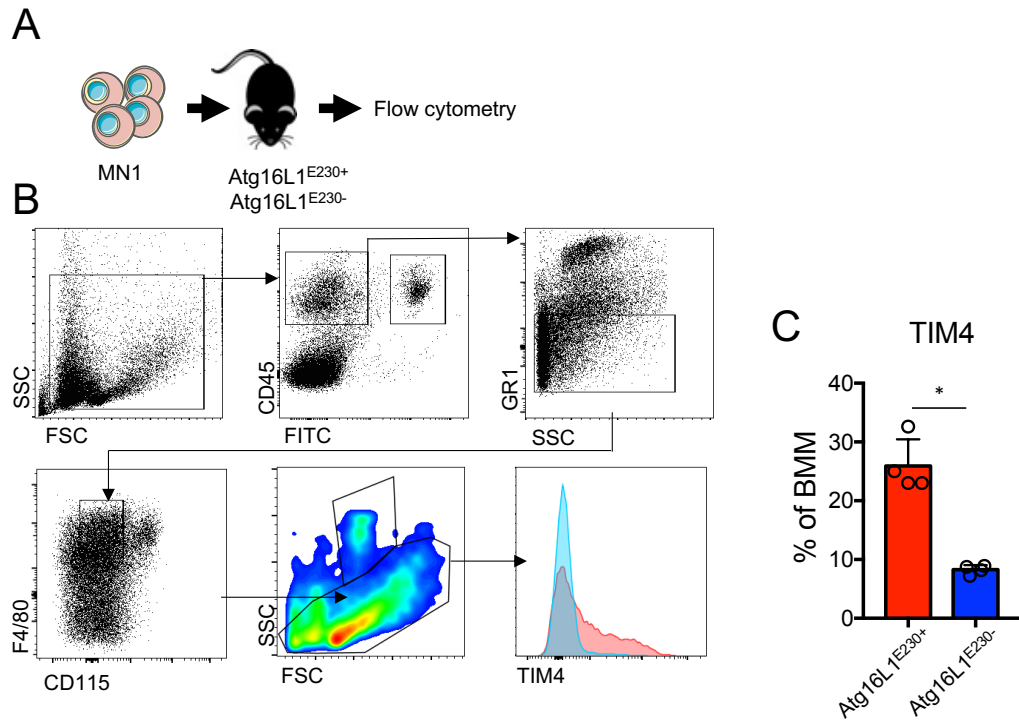 A
MN1
Atg16L1E230+
Atg16L1E230-
Flow cytometry
B
SSC
FSC
CD45
FITC
GR1
SSC
F4/80
CD115
SSC
FSC
TIM4
C
TIM4
% of BMM
40
30
20
10
0
*
Atg16L1E230+
Atg16L1E230-